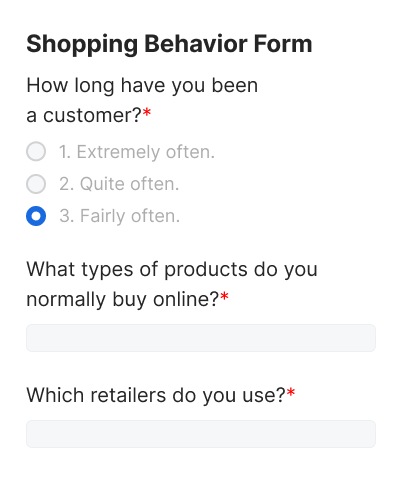 Shopping Behavior Form
How long have you been
a customer?*
1. Extremely often.
2. Quite often.
3. Fairly often.
What types of products do you
normally buy online?*
Which retailers do you use?*